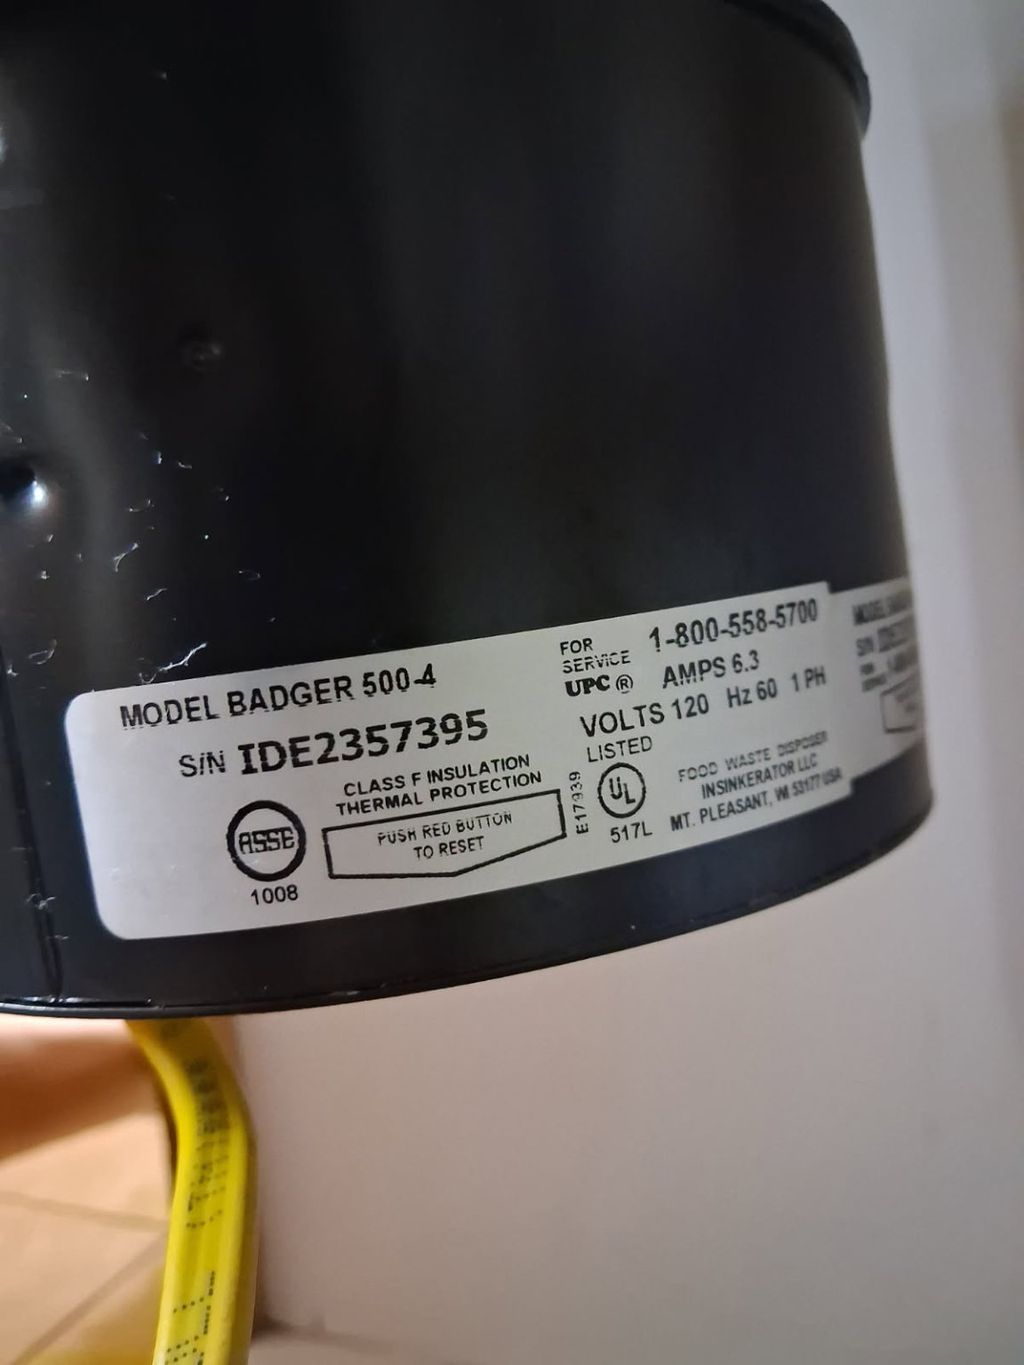 MODEL BADGER 500-4
S/N IDE2357395
CLASS F INSULATION
THERMAL PROTECTION
PUSH RED BUTTON
TO RESET
ASSE
1008
FOR
SERVICE
1-800-558-5700
UPC ® AMPS 6.3
VOLTS 120 Hz 60 1 PH
LISTED
UL
517L
E17939
FOOD WASTE DISPOSER
INSINKERATOR LLC
MT. PLEASANT, WI 53177 USA
MODEL
S/N